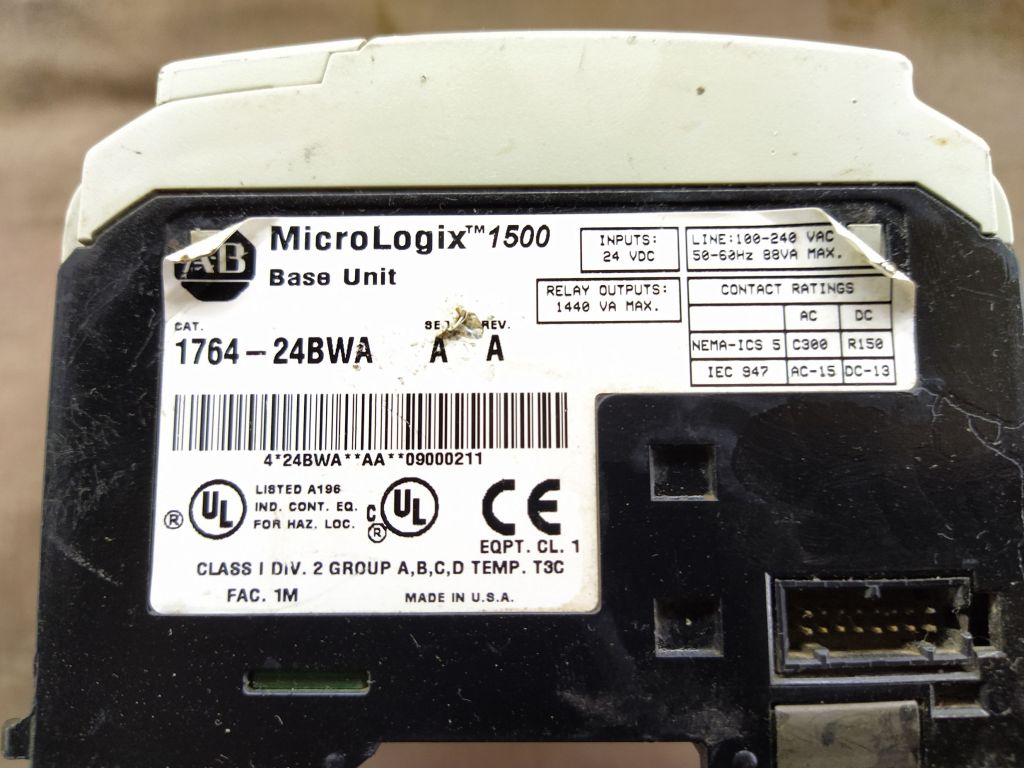 AB
MicroLogix™ 1500
Base Unit
INPUTS:
24 VDC
LINE:100-240 VAC
50-60Hz 88VA MAX.
RELAY OUTPUTS:
1440 VA MAX.
CONTACT RATINGS
AC DC
NEMA-ICS 5 C300 R150
IEC 947 AC-15 DC-13
CAT.
REV.
1764-24BWA A A
4*24BWA**AA**09000211
® UL LISTED A196
IND. CONT. EQ.
FOR HAZ. LOC.
C UL ®
CE
EQPT. CL. 1
CLASS I DIV. 2 GROUP A,B,C,D TEMP. T3C
FAC. 1M MADE IN U.S.A.